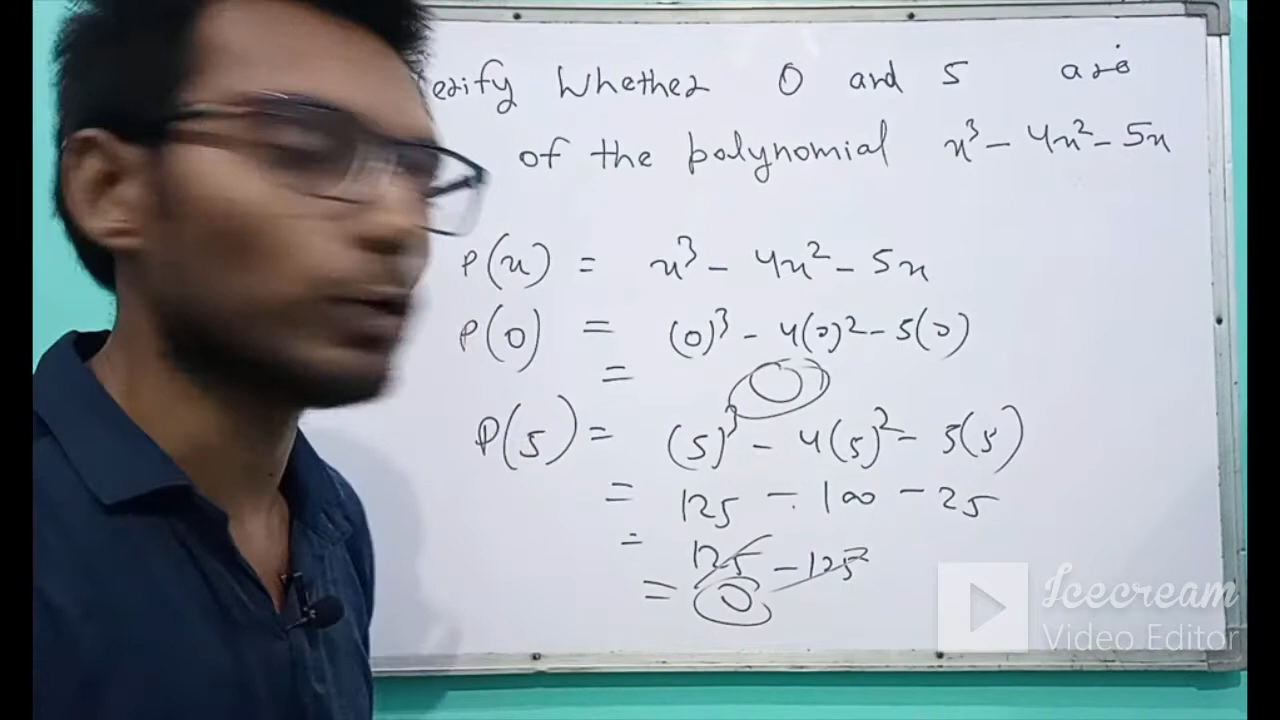 erify Whether 0 and 5 are
of the polynomial x³ - 4x² - 5x
P(x) = x³ - 4x² - 5x
P(0) = (0)³ - 4(0)² - 5(0)
= 0
P(5) = (5)³ - 4(5)² - 5(5)
= 125 - 100 - 25
= 125 - 125
= 0
Icecream
Video Editor